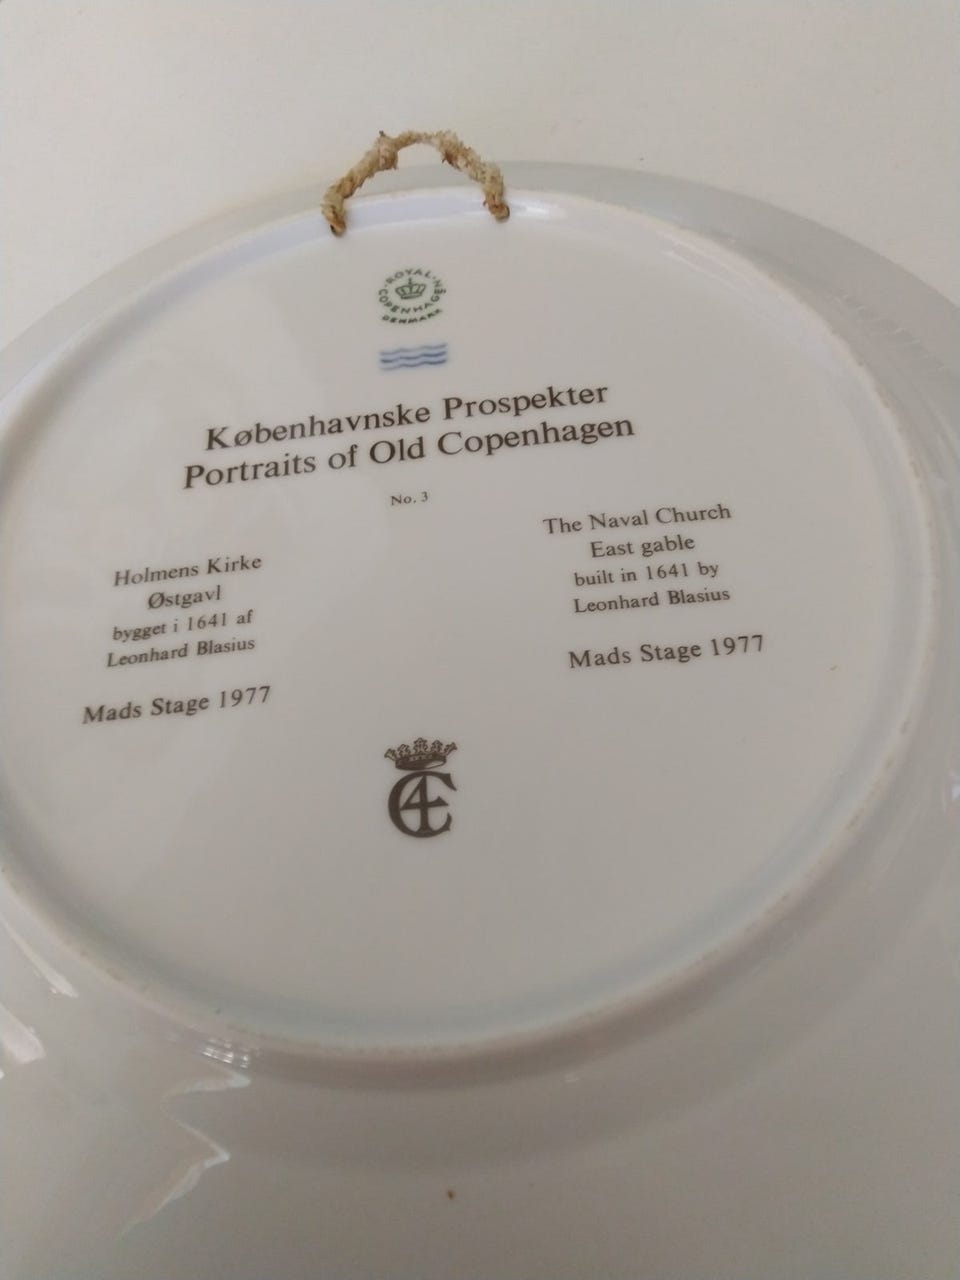 ROYAL
COPENHAGEN
DENMARK
Københavnske Prospekter
Portraits of Old Copenhagen
No. 3
Holmens Kirke
Østgavl
bygget i 1641 af
Leonhard Blasius
Mads Stage 1977
The Naval Church
East gable
built in 1641 by
Leonhard Blasius
Mads Stage 1977
C4